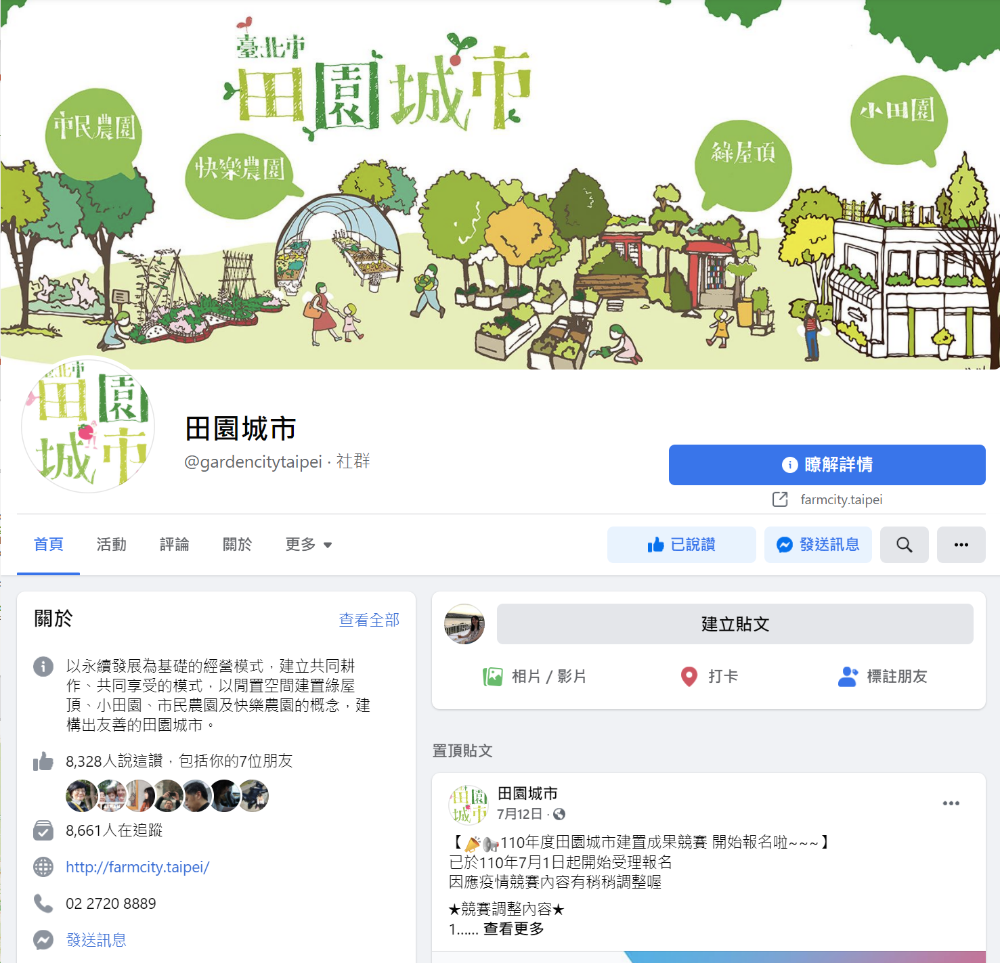 臺北市
田園城市
市民農園
快樂農園
綠屋頂
小田園
臺北市
田園
城市
田園城市
@gardencitytaipei · 社群
瞭解詳情
farmcity.taipei
首頁
活動
評論
關於
更多
已說讚
發送訊息
關於
查看全部
以永續發展為基礎的經營模式，建立共同耕
作、共同享受的模式，以閒置空間建置綠屋
頂、小田園、市民農園及快樂農園的概念，建
構出友善的田園城市。
8,328人說這讚，包括你的7位朋友
8,661人在追蹤
http://farmcity.taipei/
02 2720 8889
發送訊息
建立貼文
相片 / 影片
打卡
標註朋友
置頂貼文
田園
城市
田園城市
7月12日 ·
【📣📢110年度田園城市建置成果競賽 開始報名啦~~~】
已於110年7月1日起開始受理報名
因應疫情競賽內容有稍稍調整喔
★競賽調整內容★
1...... 查看更多